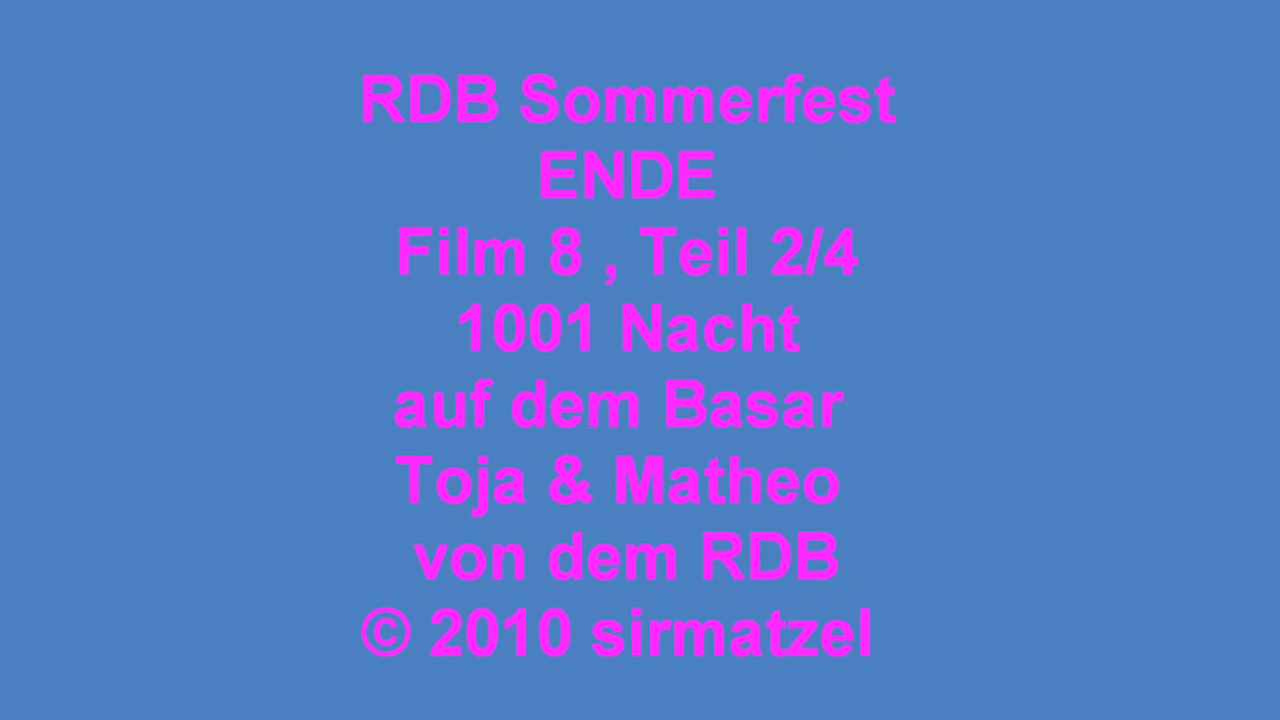 RDB Sommerfest
ENDE
Film 8 , Teil 2/4
1001 Nacht
auf dem Basar
Toja & Matheo
von dem RDB
© 2010 sirmatzel